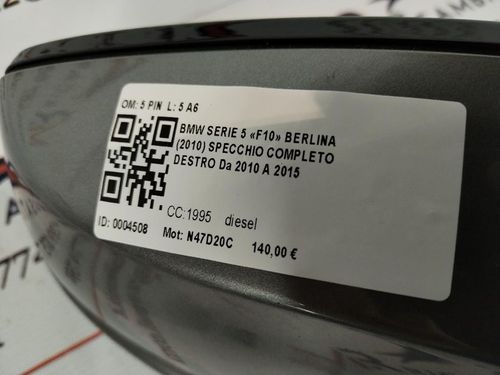 OM: 5 PIN L: 5 A6
BMW SERIE 5 «F10» BERLINA
(2010) SPECCHIO COMPLETO
DESTRO Da 2010 A 2015
CC:1995 diesel
ID: 0004508 Mot: N47D20C 140,00 €